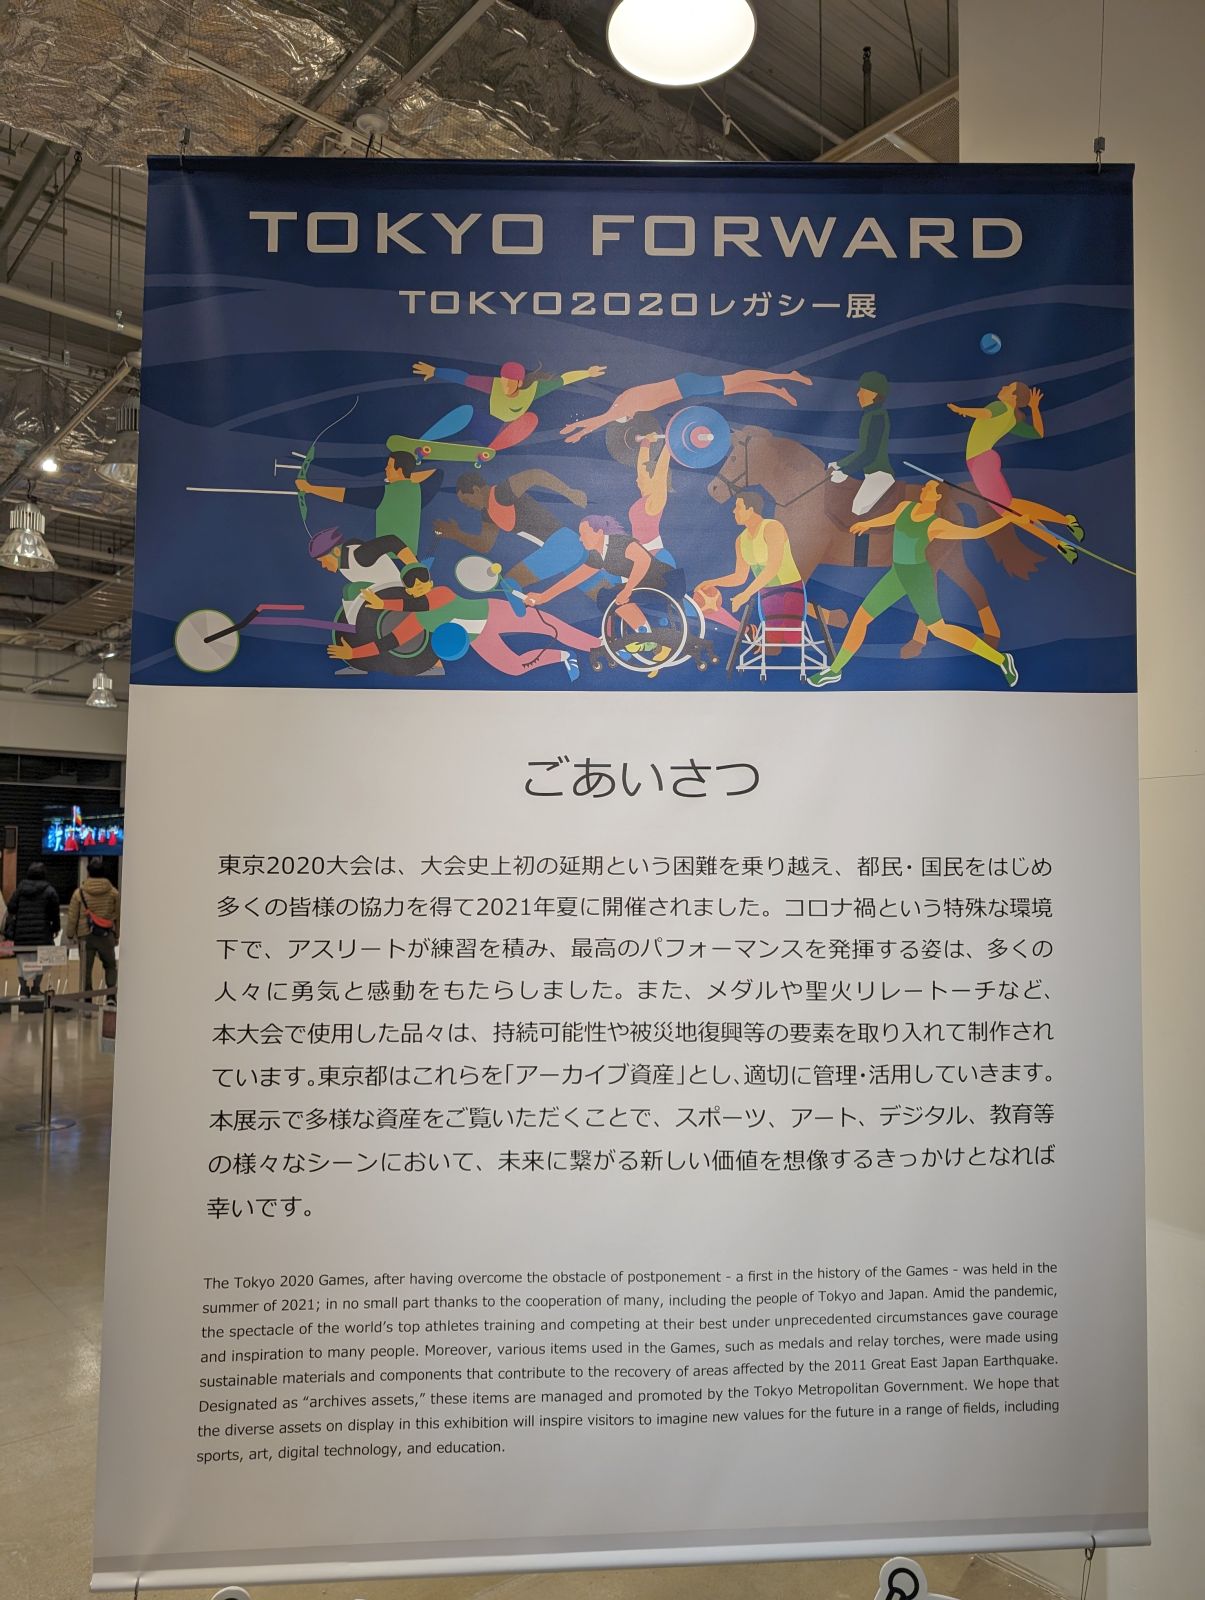 TOKYO FORWARD
TOKYO2020レガシー展
ごあいさつ
東京2020大会は、大会史上初の延期という困難を乗り越え、都民・国民をはじめ
多くの皆様の協力を得て2021年夏に開催されました。コロナ禍という特殊な環境
下で、アスリートが練習を積み、最高のパフォーマンスを発揮する姿は、多くの
人々に勇気と感動をもたらしました。また、メダルや聖火リレートーチなど、
本大会で使用した品々は、持続可能性や被災地復興等の要素を取り入れて制作され
ています。東京都はこれらを「アーカイブ資産」とし、適切に管理・活用していきます。
本展示で多様な資産をご覧いただくことで、スポーツ、アート、デジタル、教育等
の様々なシーンにおいて、未来に繋がる新しい価値を想像するきっかけとなれば
幸いです。
The Tokyo 2020 Games, after having overcome the obstacle of postponement - a first in the history of the Games - was held in the
summer of 2021; in no small part thanks to the cooperation of many, including the people of Tokyo and Japan. Amid the pandemic,
the spectacle of the world's top athletes training and competing at their best under unprecedented circumstances gave courage
and inspiration to many people. Moreover, various items used in the Games, such as medals and relay torches, were made using
sustainable materials and components that contribute to the recovery of areas affected by the 2011 Great East Japan Earthquake.
Designated as “archives assets,” these items are managed and promoted by the Tokyo Metropolitan Government. We hope that
the diverse assets on display in this exhibition will inspire visitors to imagine new values for the future in a range of fields, including
sports, art, digital technology, and education.